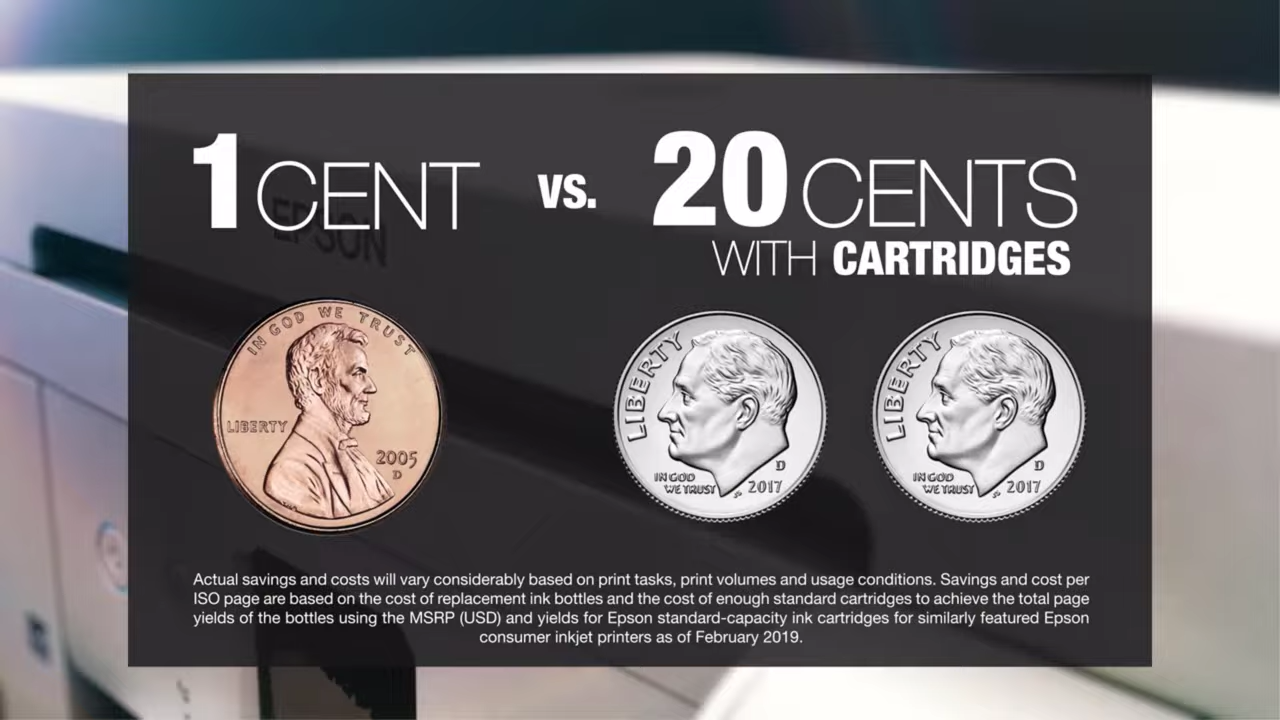 1 CENT vs. 20 CENTS
WITH CARTRIDGES
EPSON
IN GOD WE TRUST
LIBERTY
2005
D
LIBERTY
IN GOD
WE TRUST
D
2017
LIBERTY
IN GOD
WE TRUST
D
2017
Actual savings and costs will vary considerably based on print tasks, print volumes and usage conditions. Savings and cost per
ISO page are based on the cost of replacement ink bottles and the cost of enough standard cartridges to achieve the total page
yields of the bottles using the MSRP (USD) and yields for Epson standard-capacity ink cartridges for similarly featured Epson
consumer inkjet printers as of February 2019.